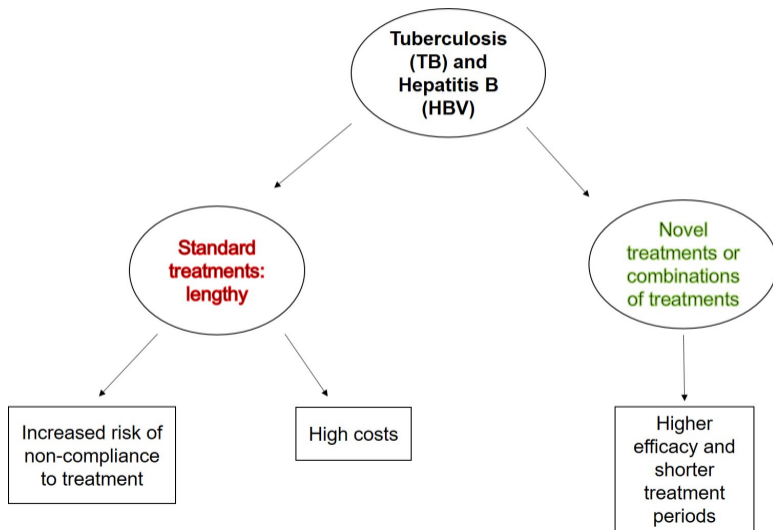 Tuberculosis
(TB) and
Hepatitis B
(HBV)
Standard
treatments:
lengthy
Novel
treatments or
combinations
of treatments
Increased risk of
non-compliance
to treatment
High costs
Higher
efficacy and
shorter
treatment
periods